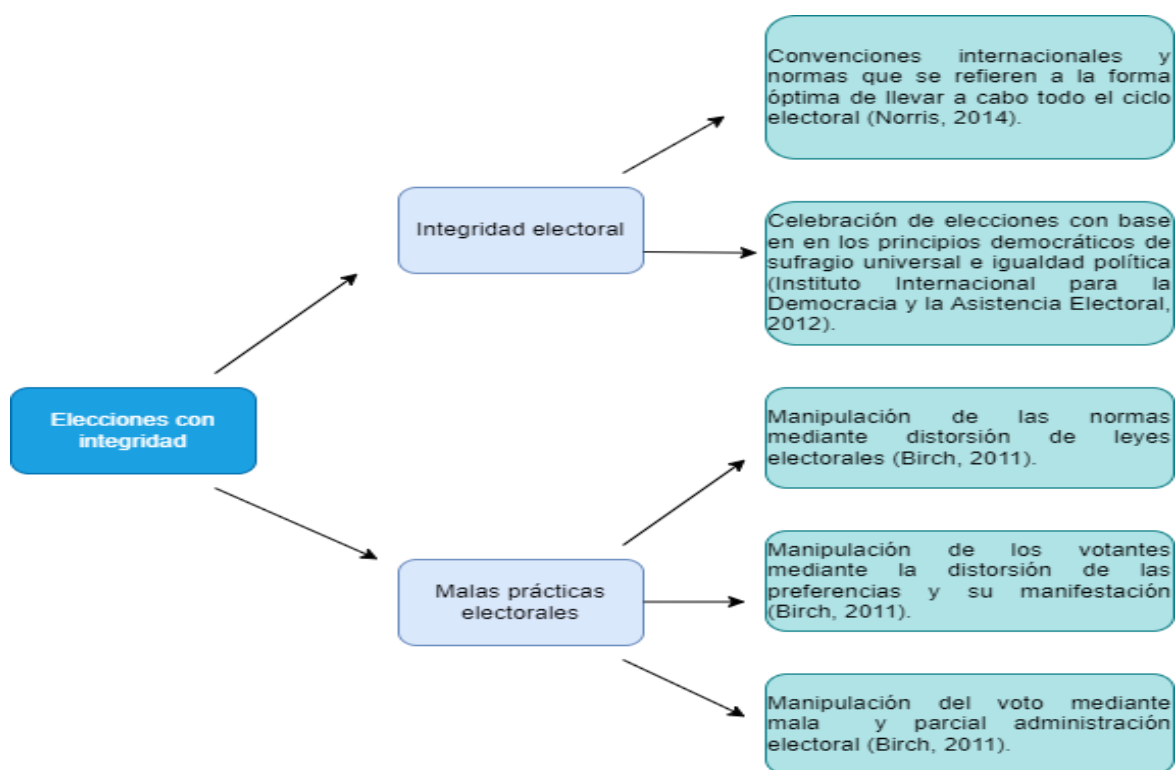 Convenciones internacionales y
normas que se refieren a la forma
óptima de llevar a cabo todo el ciclo
electoral (Norris, 2014).
Integridad electoral
Celebración de elecciones con base
en en los principios democráticos de
sufragio universal e igualdad política
(Instituto Internacional para la
Democracia y la Asistencia Electoral,
2012).
Elecciones con
integridad
Manipulación de las normas
mediante distorsión de leyes
electorales (Birch, 2011).
Malas prácticas
electorales
Manipulación de los votantes
mediante la distorsión de las
preferencias y su manifestación
(Birch, 2011).
Manipulación del voto mediante
mala y parcial administración
electoral (Birch, 2011).